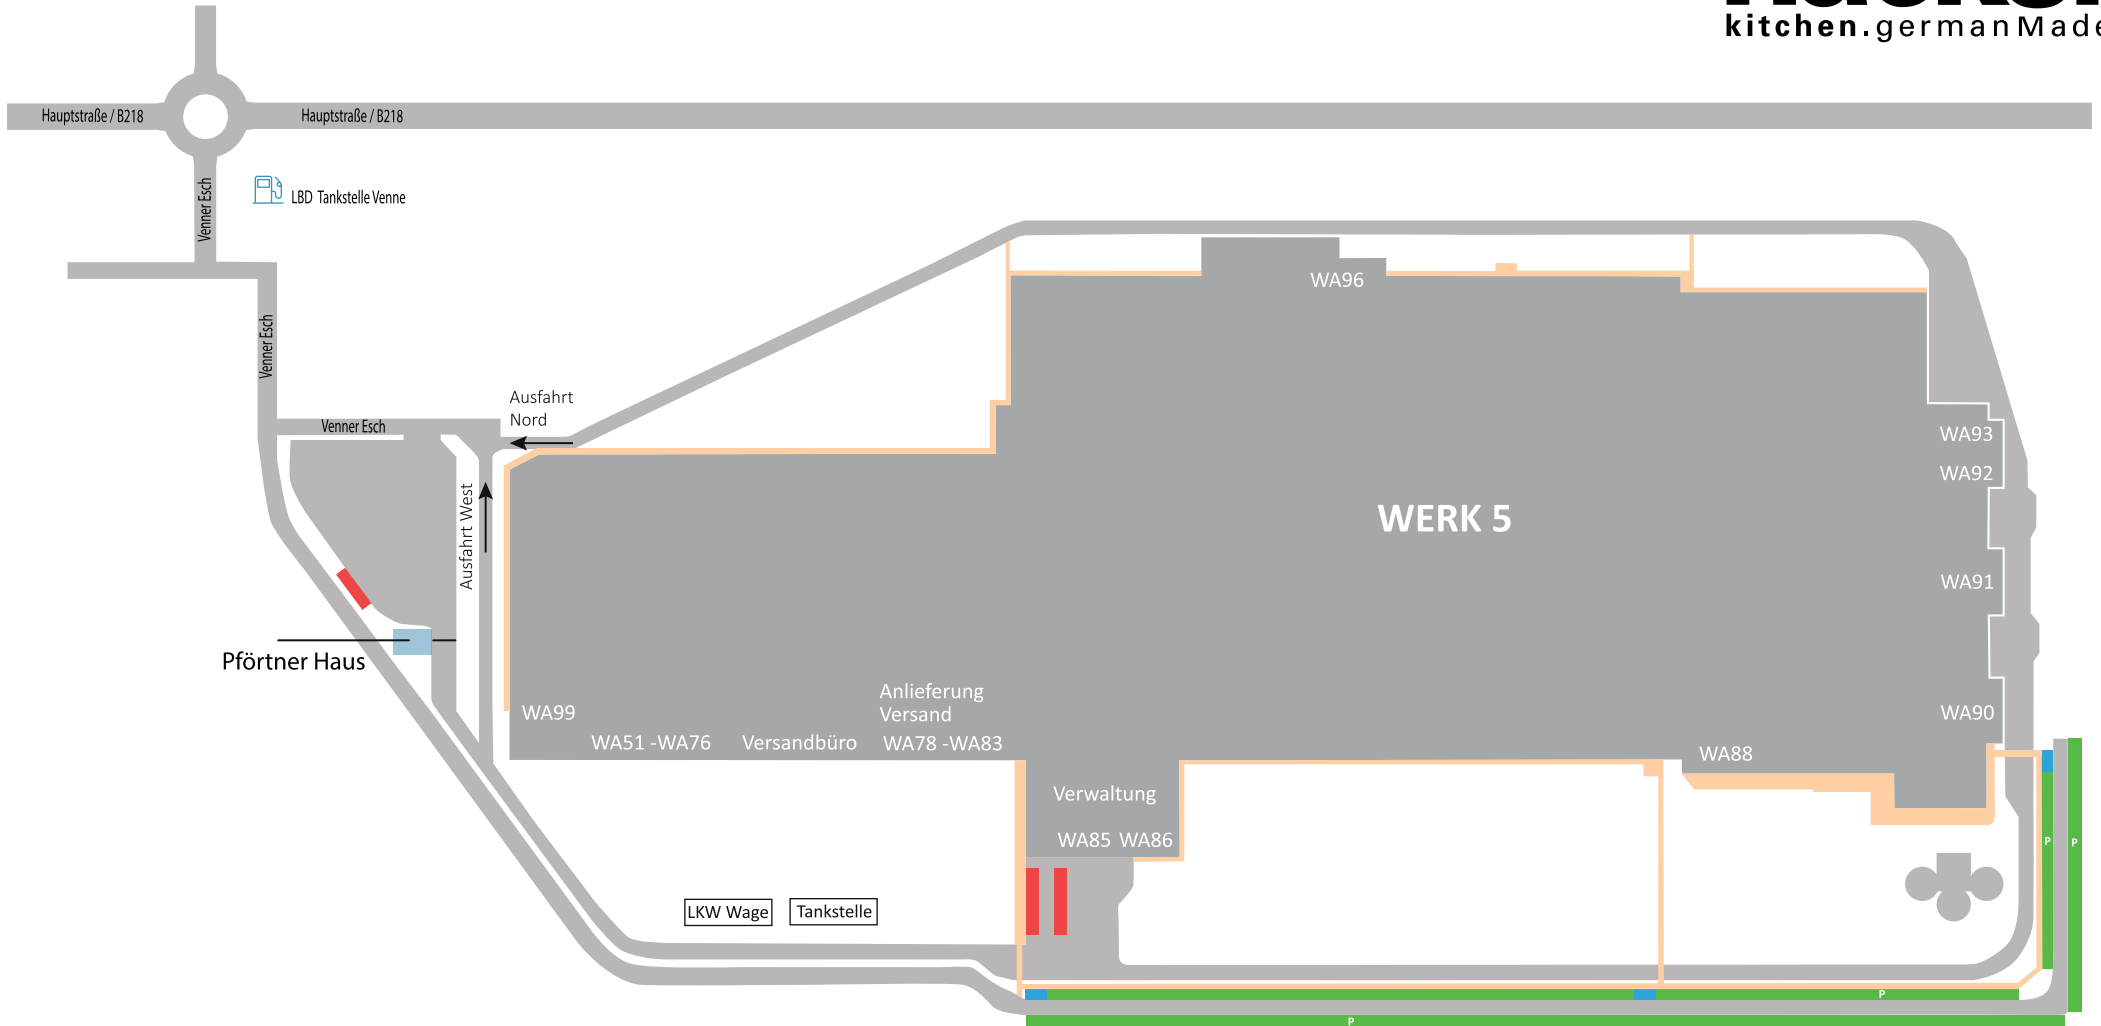 kitchen.germanMade
Hauptstraße / B218
Hauptstraße / B218
Venner Esch
LBD Tankstelle Venne
WA96
Venner Esch
Ausfahrt
Nord
Venner Esch
WA93
WA92
Ausfahrt West
WERK 5
WA91
Pförtner Haus
Anlieferung
Versand
WA99
WA90
WA51 -WA76
Versandbüro
WA78 -WA83
WA88
Verwaltung
WA85 WA86
P
P
LKW Wage
Tankstelle
P
P